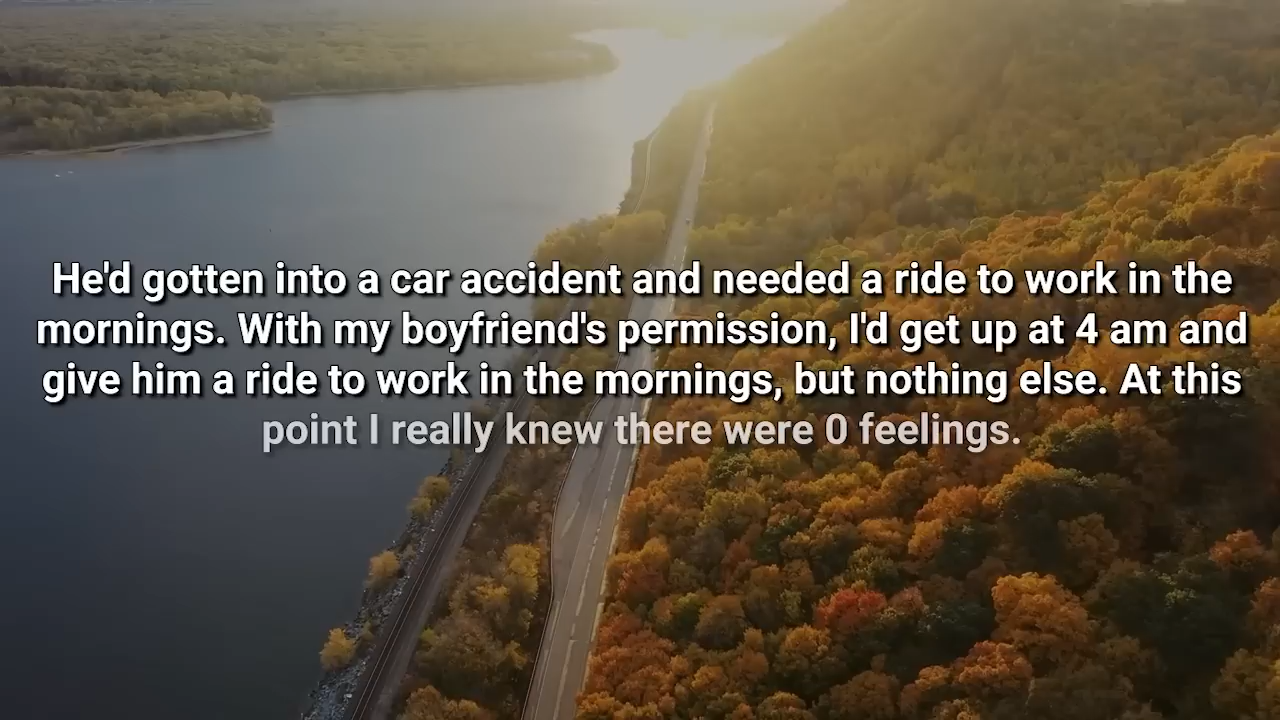 He'd gotten into a car accident and needed a ride to work in the
mornings. With my boyfriend's permission, I'd get up at 4 am and
give him a ride to work in the mornings, but nothing else. At this
point I really knew there were 0 feelings.